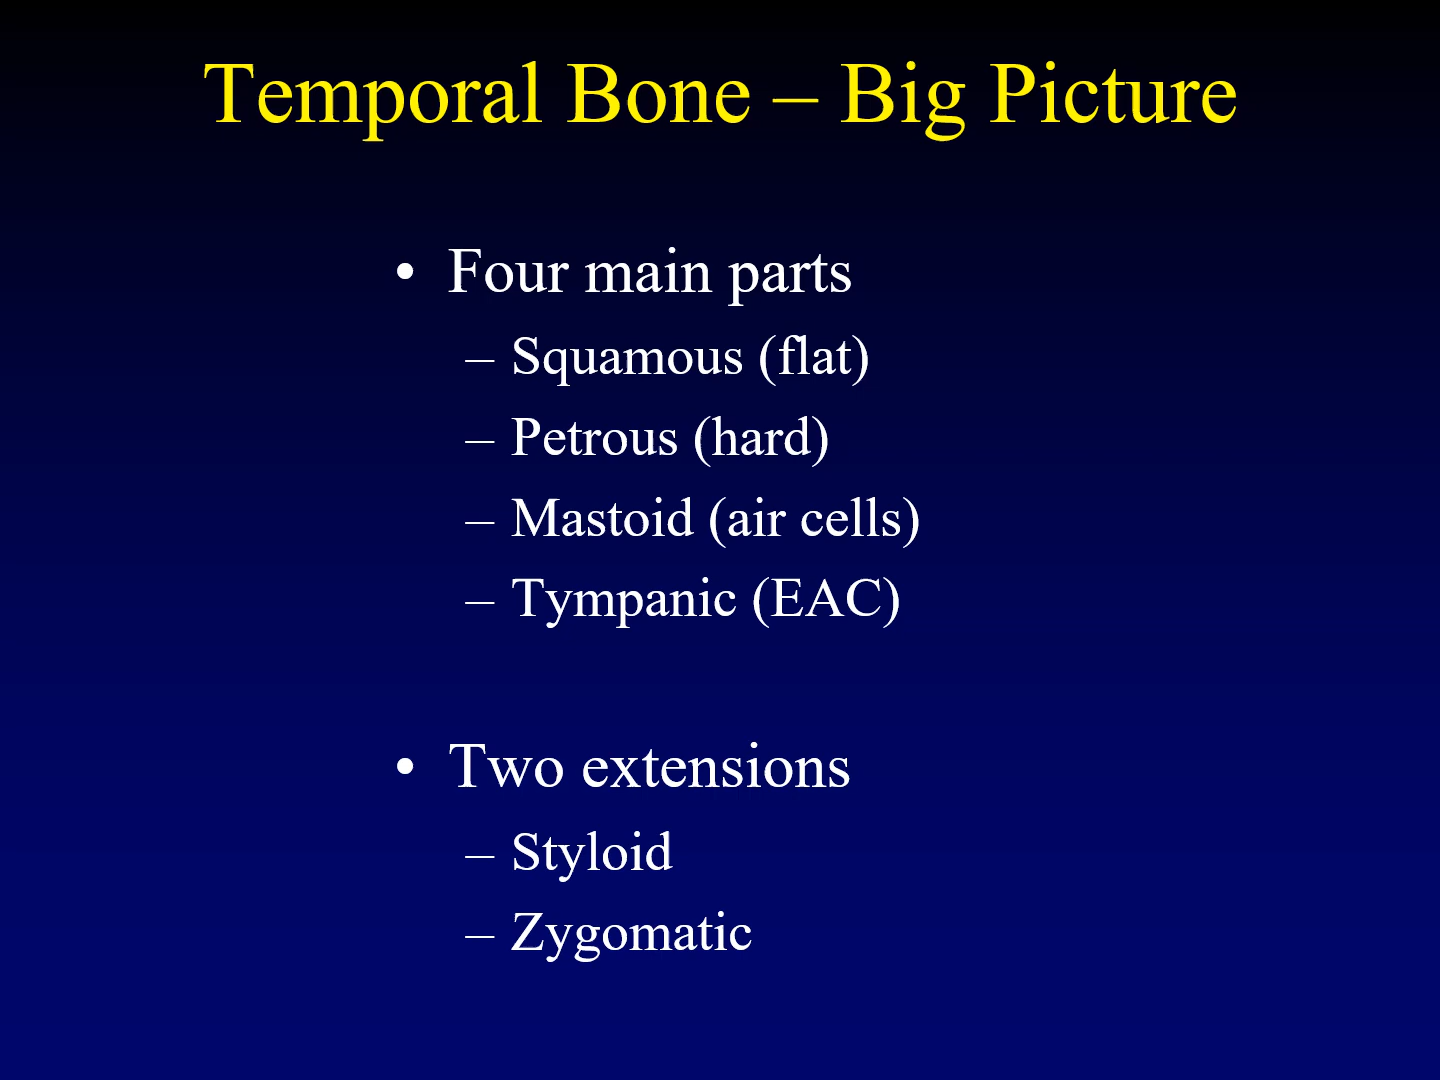 Temporal Bone – Big Picture
• Four main parts
– Squamous (flat)
– Petrous (hard)
– Mastoid (air cells)
– Tympanic (EAC)
• Two extensions
– Styloid
– Zygomatic